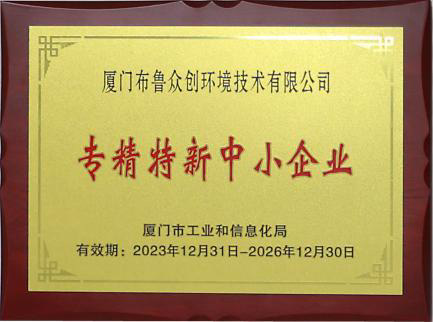 厦门布鲁众创环境技术有限公司
专精特新中小企业
厦门市工业和信息化局
有效期：2023年12月31日-2026年12月30日